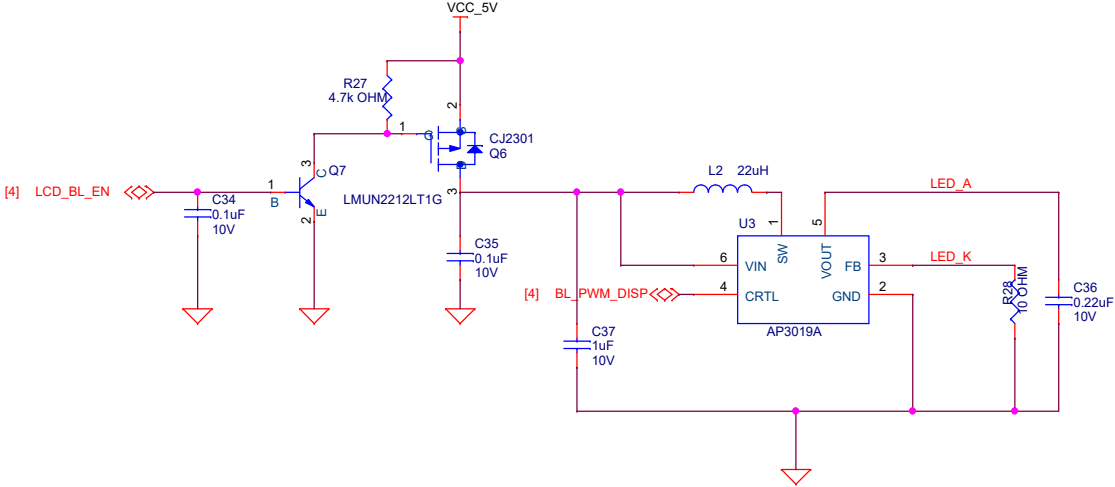 VCC_5V
R27
4.7k OHM
2
1
G
S
D
CJ2301
Q6
3
3
C
Q7
[4] LCD_BL_EN
1
B
2
E
LMUN2212LT1G
C34
0.1uF
10V
C35
0.1uF
10V
L2 22uH
LED_A
U3
1
5
SW
VOUT
6
VIN
FB
3
LED_K
[4] BL_PWM_DISP
4
CRTL
GND
2
AP3019A
R28
10 OHM
C36
0.22uF
10V
C37
1uF
10V